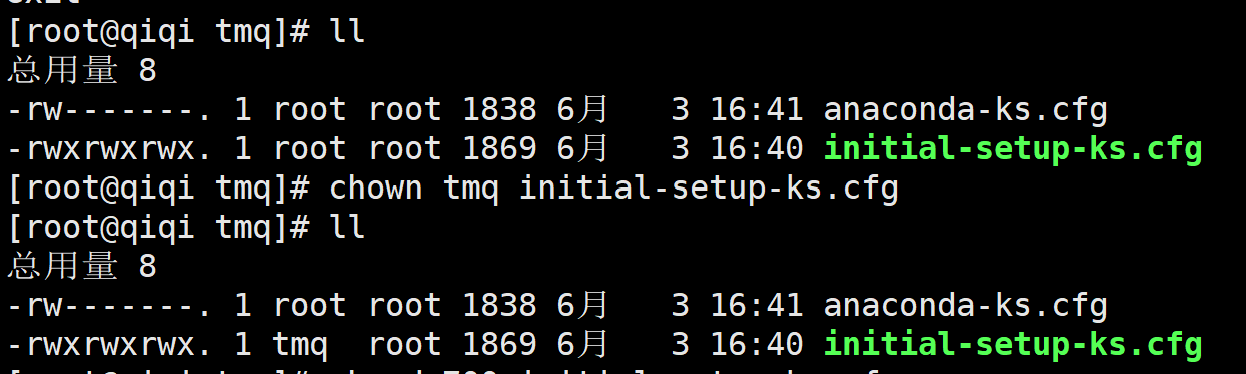 [root@qiqi tmq]# ll
总用量 8
-rw-------. 1 root root 1838 6月   3 16:41 anaconda-ks.cfg
-rwxrwxrwx. 1 root root 1869 6月   3 16:40 initial-setup-ks.cfg
[root@qiqi tmq]# chown tmq initial-setup-ks.cfg
[root@qiqi tmq]# ll
总用量 8
-rw-------. 1 root root 1838 6月   3 16:41 anaconda-ks.cfg
-rwxrwxrwx. 1 tmq  root 1869 6月   3 16:40 initial-setup-ks.cfg